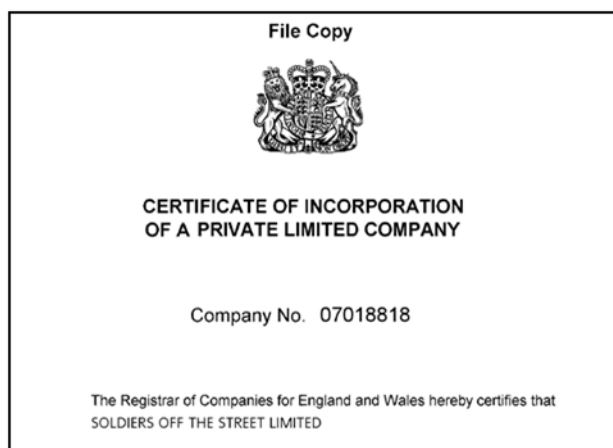 File Copy
CERTIFICATE OF INCORPORATION
OF A PRIVATE LIMITED COMPANY
Company No. 07018818
The Registrar of Companies for England and Wales hereby certifies that
SOLDIERS OFF THE STREET LIMITED